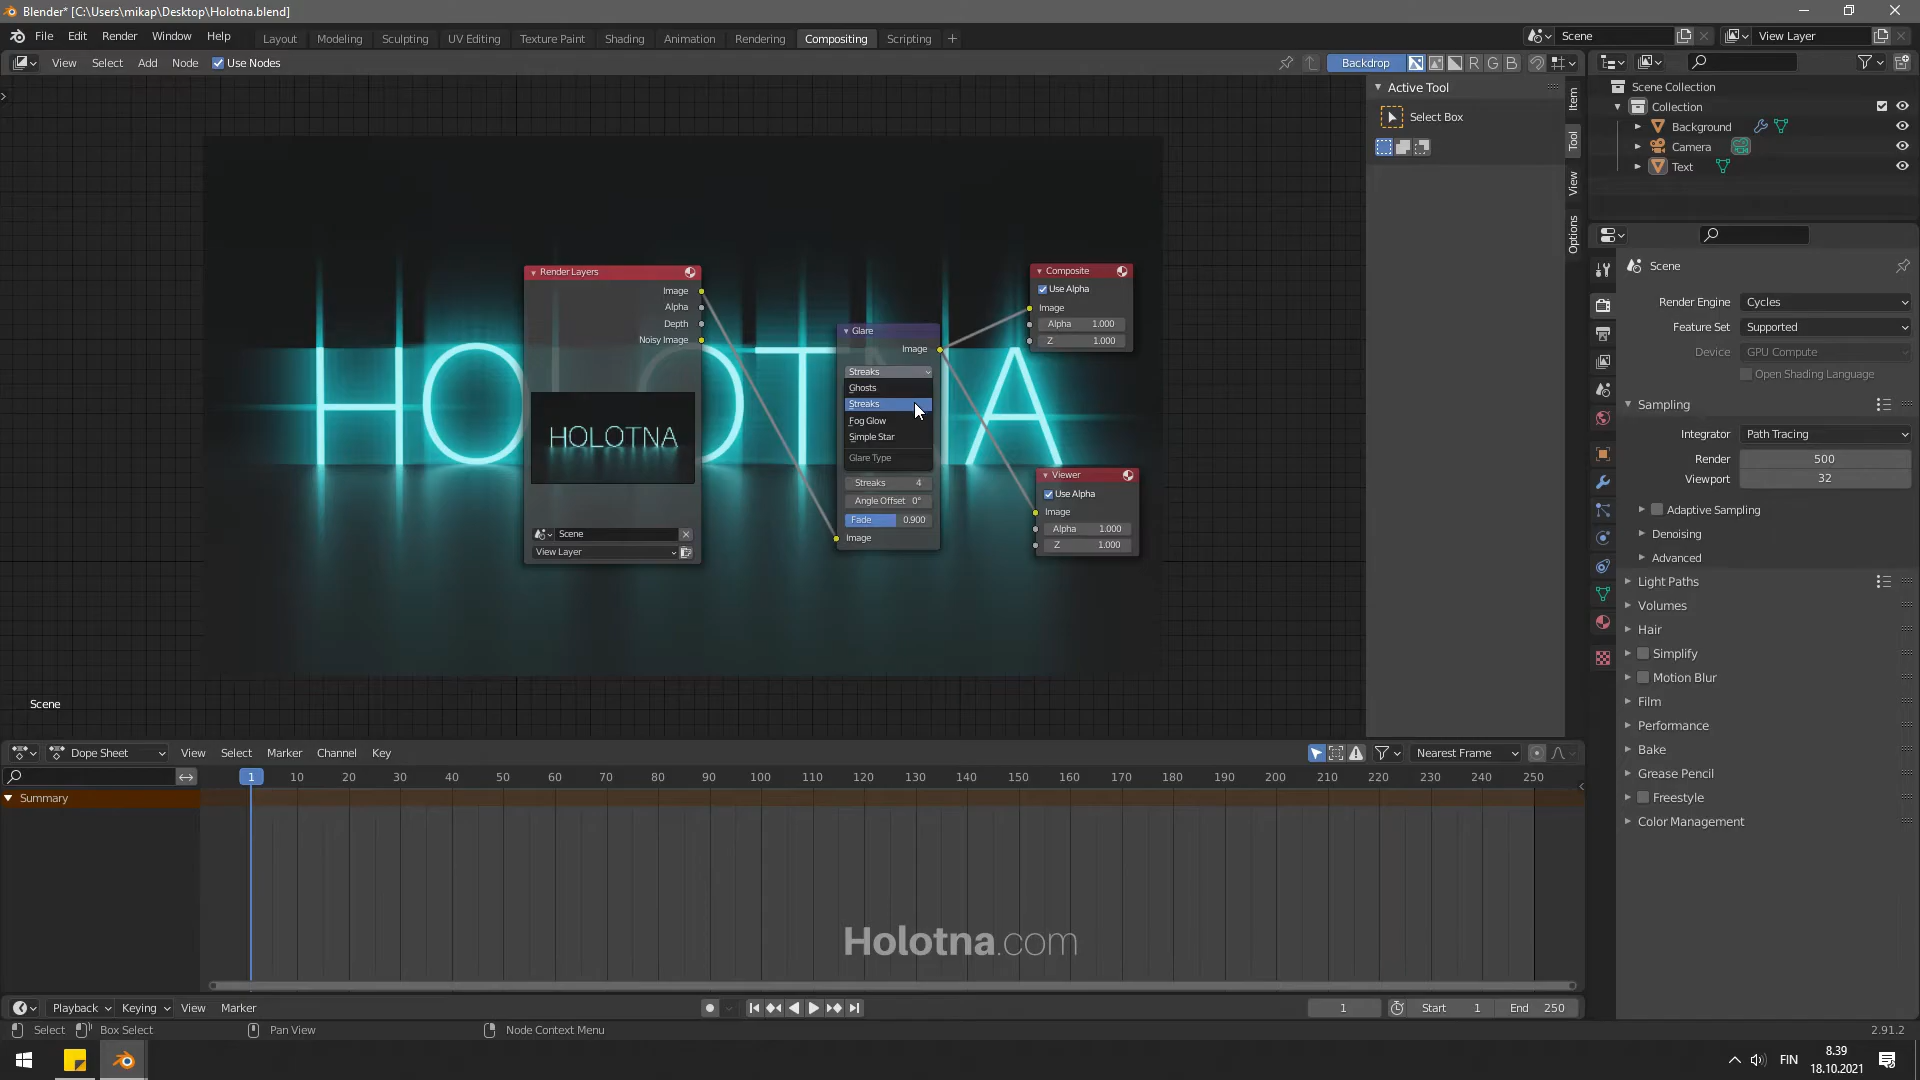 Blender* [C:\Users\mikap\Desktop\Holotna.blend]
File Edit Render Window Help
Layout Modeling Sculpting UV Editing Texture Paint Shading Animation Rendering Compositing Scripting +
Scene
View Layer
View Select Add Node Use Nodes
Backdrop R G B
Active Tool
Select Box
Item
Tool
View
Options
Scene Collection
Collection
Background
Camera
Text
HOLOTNA
Render Layers
Image
Alpha
Depth
Noisy Image
HOLOTNA
Scene
View Layer
Glare
Image
Streaks
Ghosts
Streaks
Fog Glow
Simple Star
Glare Type
Streaks 4
Angle Offset 0°
Fade 0.900
Image
Composite
Use Alpha
Image
Alpha 1.000
Z 1.000
Viewer
Use Alpha
Image
Alpha 1.000
Z 1.000
Scene
Scene
Render Engine Cycles
Feature Set Supported
Device GPU Compute
Open Shading Language
Sampling
Integrator Path Tracing
Render 500
Viewport 32
Adaptive Sampling
Denoising
Advanced
Light Paths
Volumes
Hair
Simplify
Motion Blur
Film
Performance
Bake
Grease Pencil
Freestyle
Color Management
Dope Sheet View Select Marker Channel Key
Nearest Frame
1 10 20 30 40 50 60 70 80 90 100 110 120 130 140 150 160 170 180 190 200 210 220 230 240 250
Summary
Holotna.com
Playback Keying View Marker
1 Start 1 End 250
Select Box Select Pan View Node Context Menu
2.91.2
FIN
8.39
18.10.2021